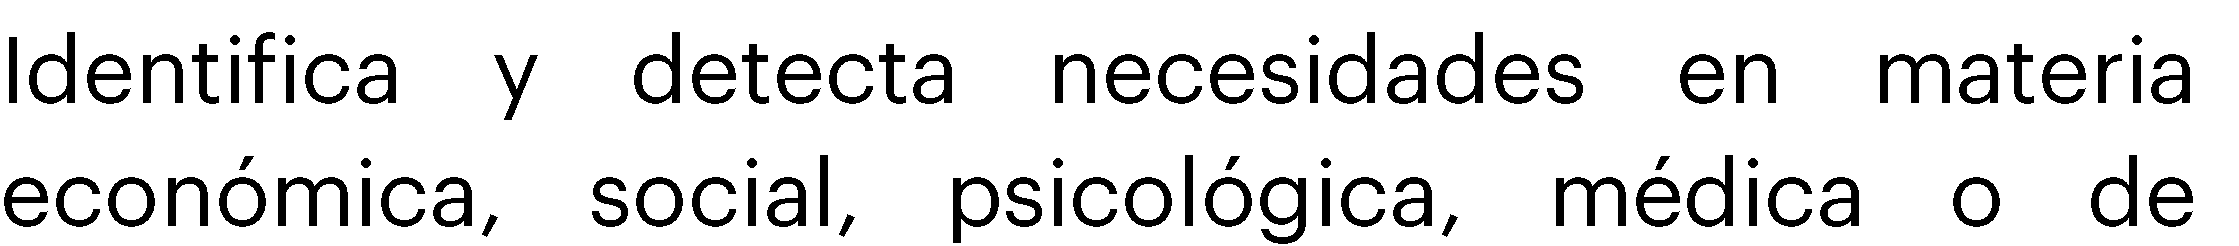 Identifica y detecta necesidades en materia
económica, social, psicológica, médica o de